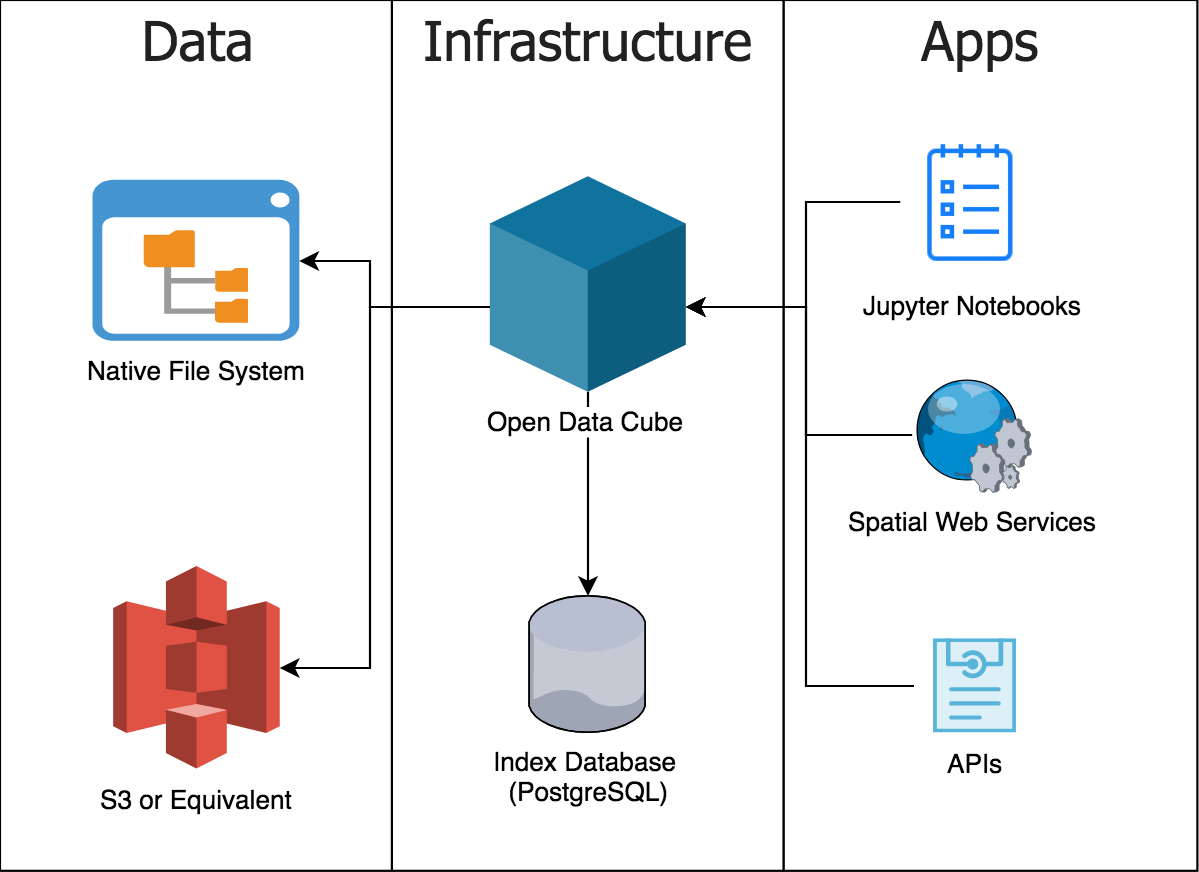 Data
Infrastructure
Apps
Native File System
Open Data Cube
Jupyter Notebooks
Spatial Web Services
S3 or Equivalent
Index Database
(PostgreSQL)
APIs